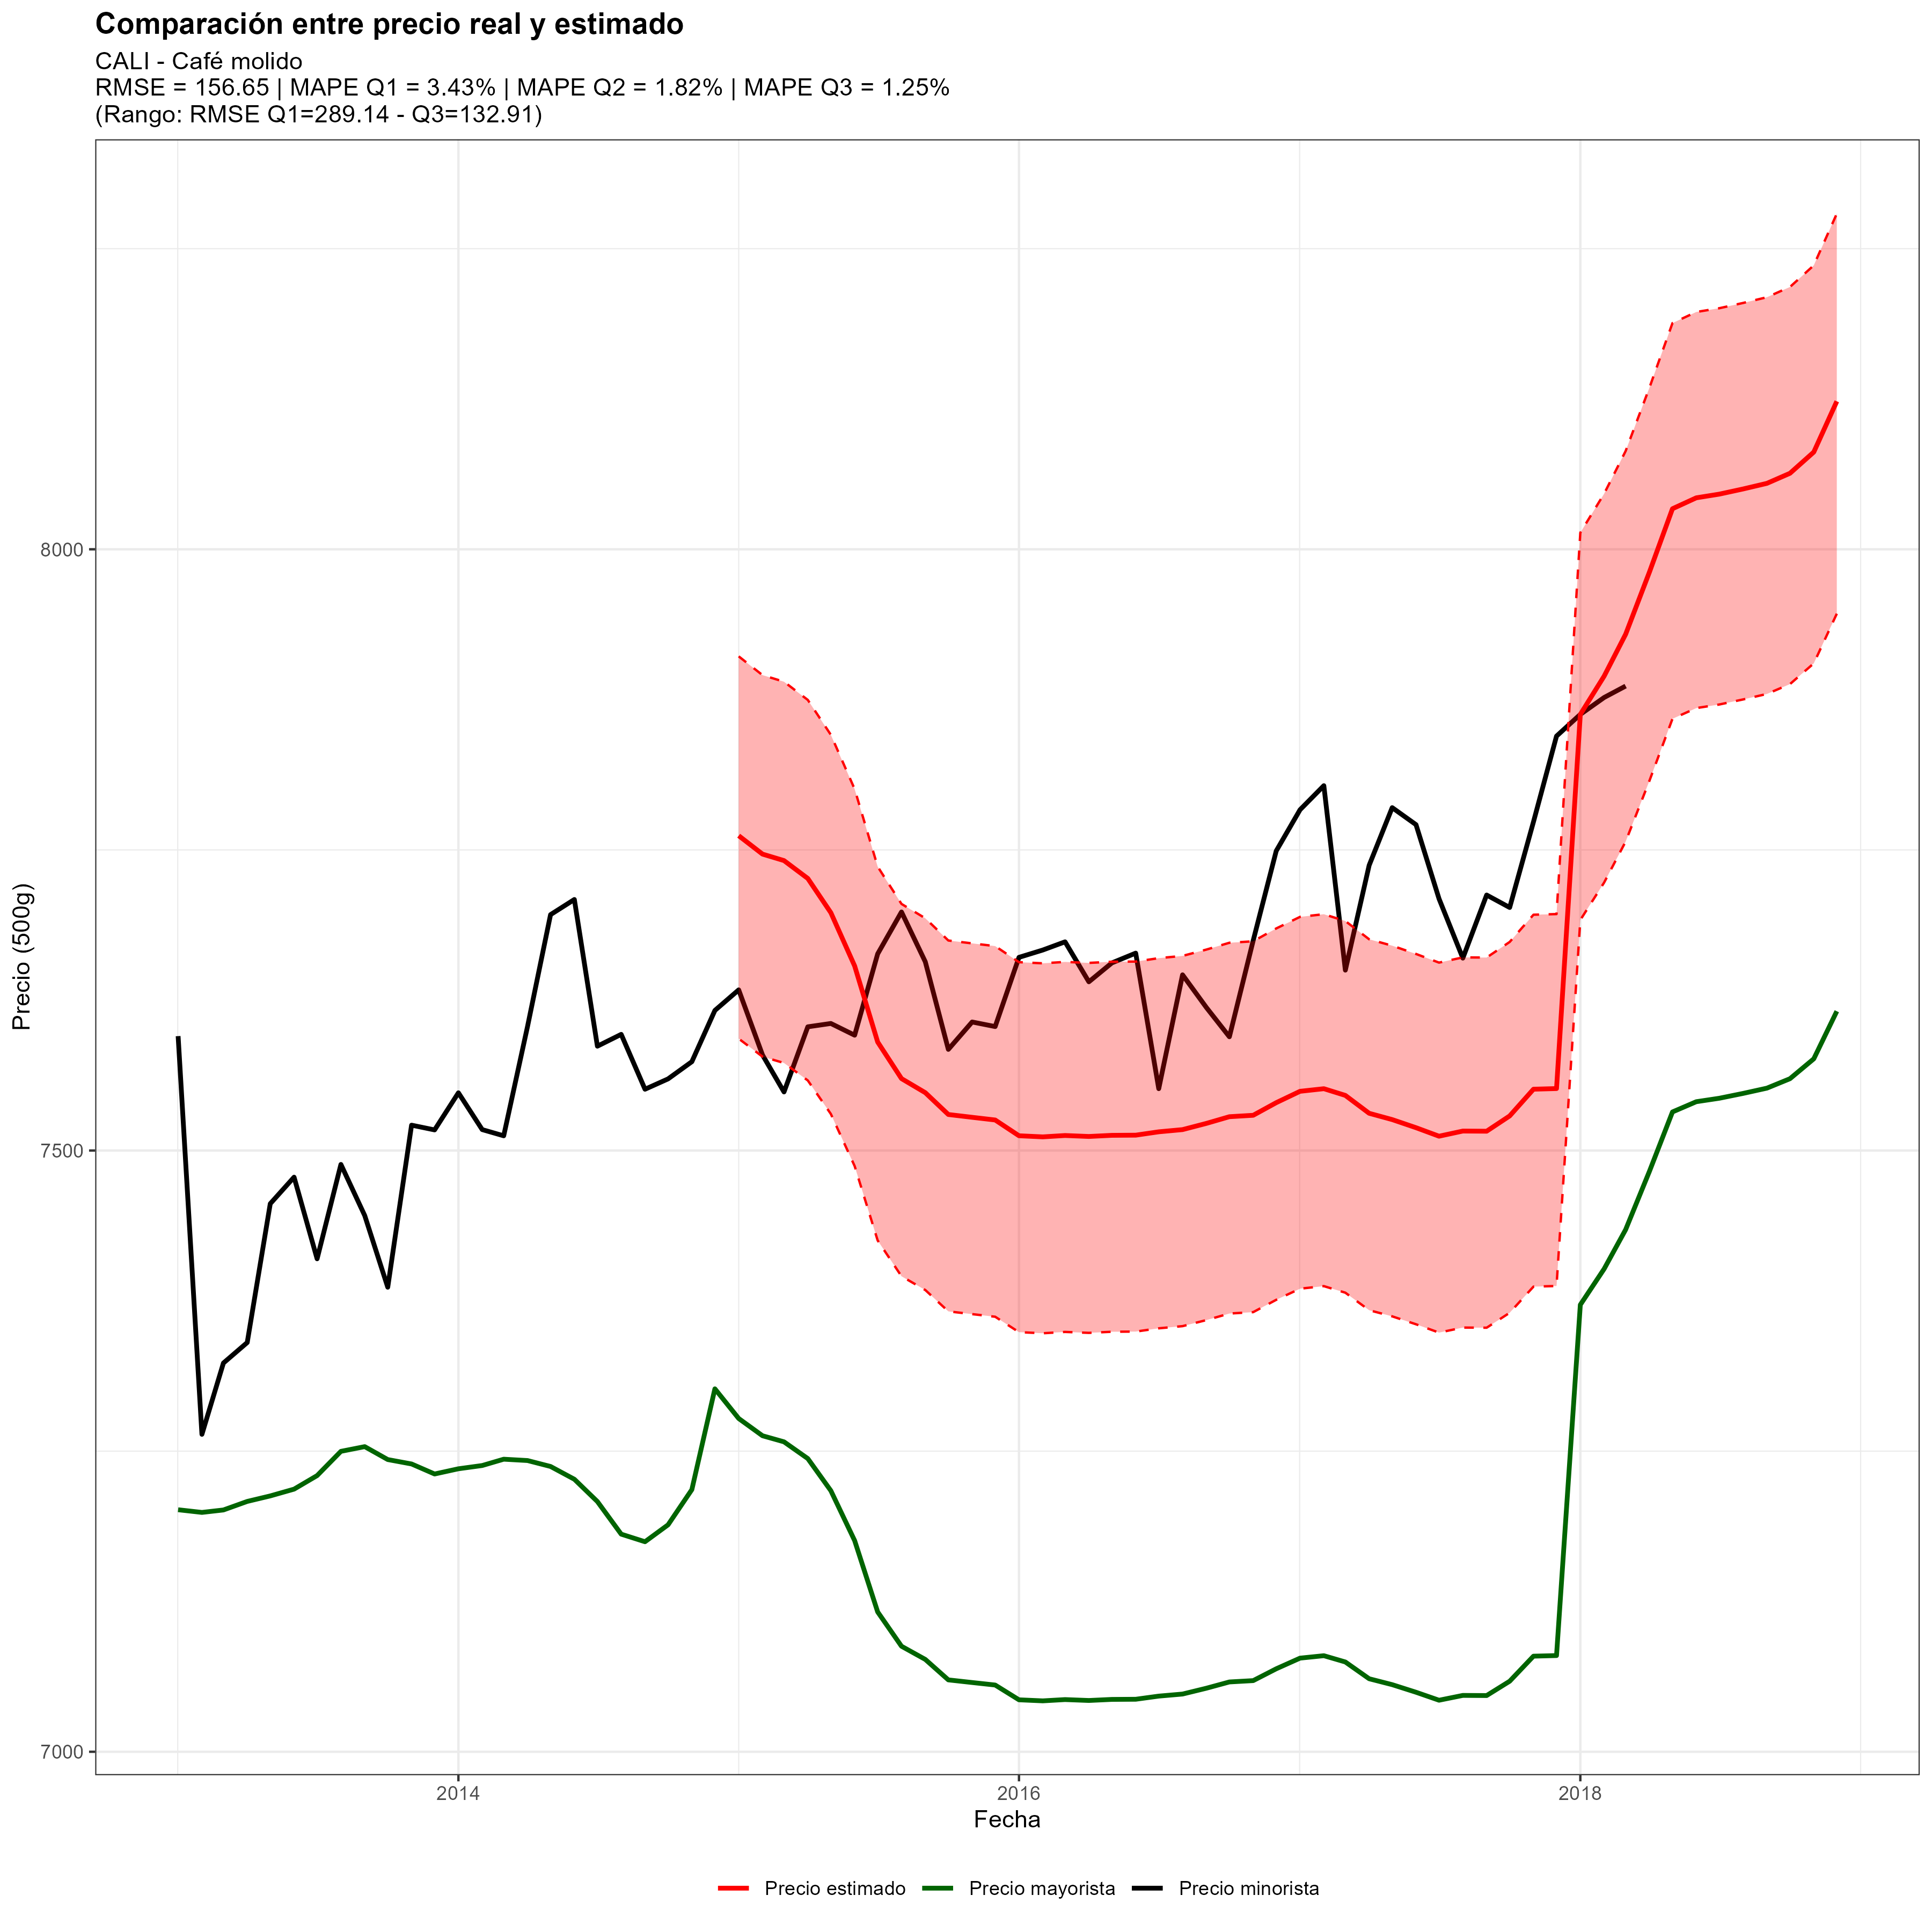 Comparación entre precio real y estimado
CALI - Café molido
RMSE = 156.65 | MAPE Q1 = 3.43% | MAPE Q2 = 1.82% | MAPE Q3 = 1.25%
(Rango: RMSE Q1=289.14 - Q3=132.91)
Precio (500g)
8000
7500
7000
2014
2016
2018
Fecha
Precio estimado
Precio mayorista
Precio minorista